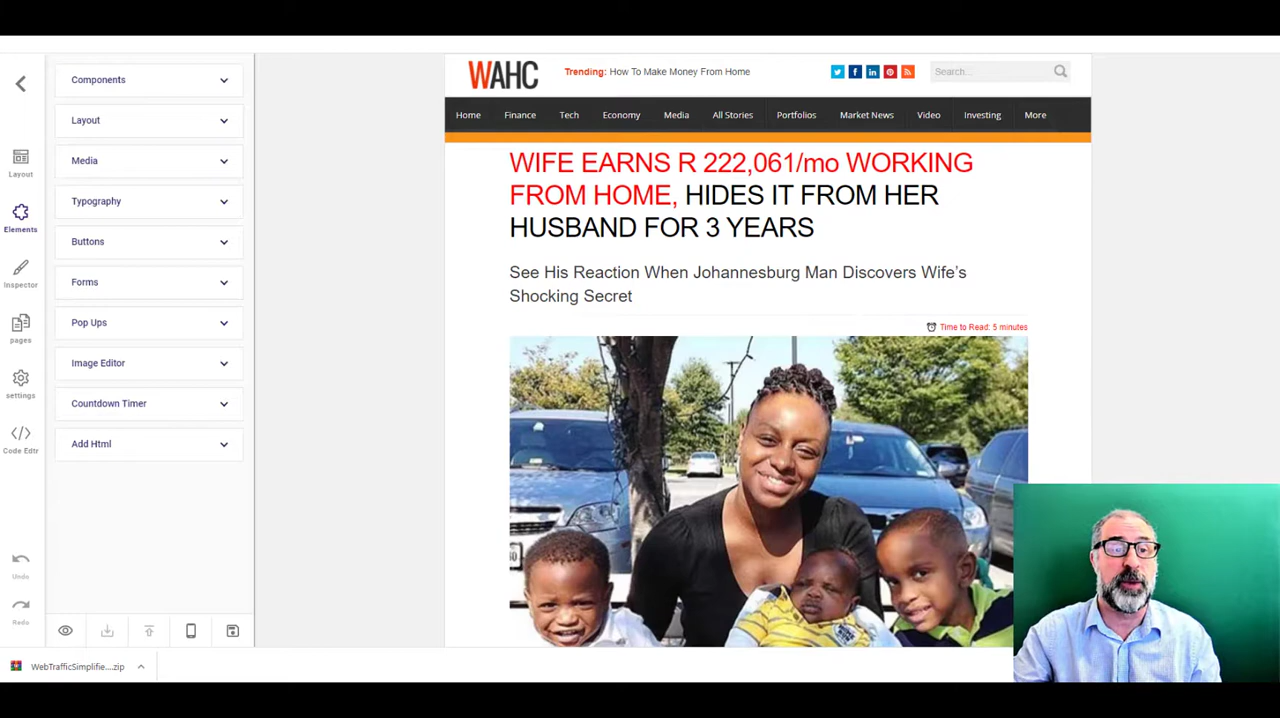 WAHC
Trending: How To Make Money From Home
Search...
Home Finance Tech Economy Media All Stories Portfolios Market News Video Investing More
WIFE EARNS R 222,061/mo WORKING
FROM HOME, HIDES IT FROM HER
HUSBAND FOR 3 YEARS
See His Reaction When Johannesburg Man Discovers Wife's
Shocking Secret
Time to Read: 5 minutes
Layout
Elements
Inspector
pages
settings
Code Edtr
Undo
Redo
Components
Layout
Media
Typography
Buttons
Forms
Pop Ups
Image Editor
Countdown Timer
Add Html
WebTrafficSimplifie....zip